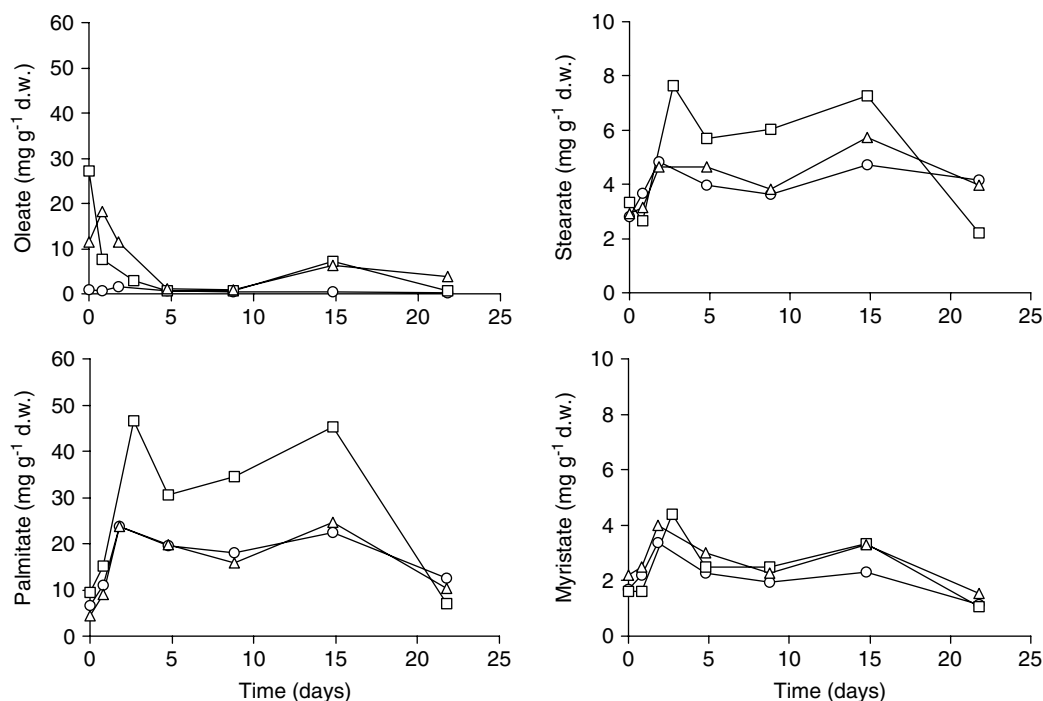 60
50
40
30
20
10
0
Oleate (mg g⁻¹ d.w.)
0 5 10 15 20 25
10
8
6
4
2
0
Stearate (mg g⁻¹ d.w.)
0 5 10 15 20 25
60
50
40
30
20
10
0
Palmitate (mg g⁻¹ d.w.)
0 5 10 15 20 25
Time (days)
10
8
6
4
2
0
Myristate (mg g⁻¹ d.w.)
0 5 10 15 20 25
Time (days)